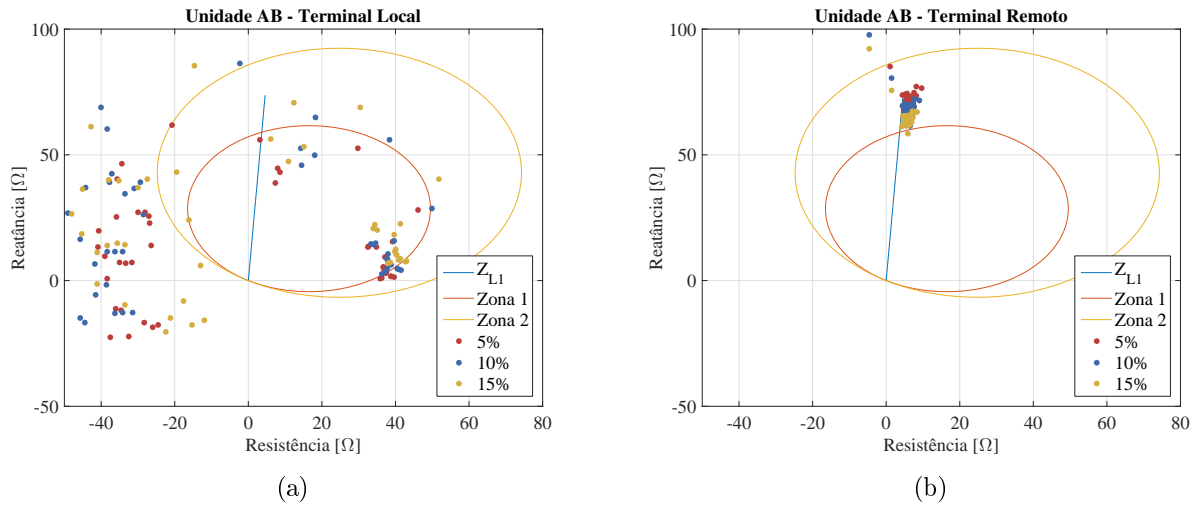 Unidade AB - Terminal Local
100
50
0
-50
-40
-20
0
20
40
60
80
Reatância [Ω]
Resistência [Ω]
Z_L1
Zona 1
Zona 2
5%
10%
15%
(a)
Unidade AB - Terminal Remoto
100
50
0
-50
-40
-20
0
20
40
60
80
Reatância [Ω]
Resistência [Ω]
Z_L1
Zona 1
Zona 2
5%
10%
15%
(b)